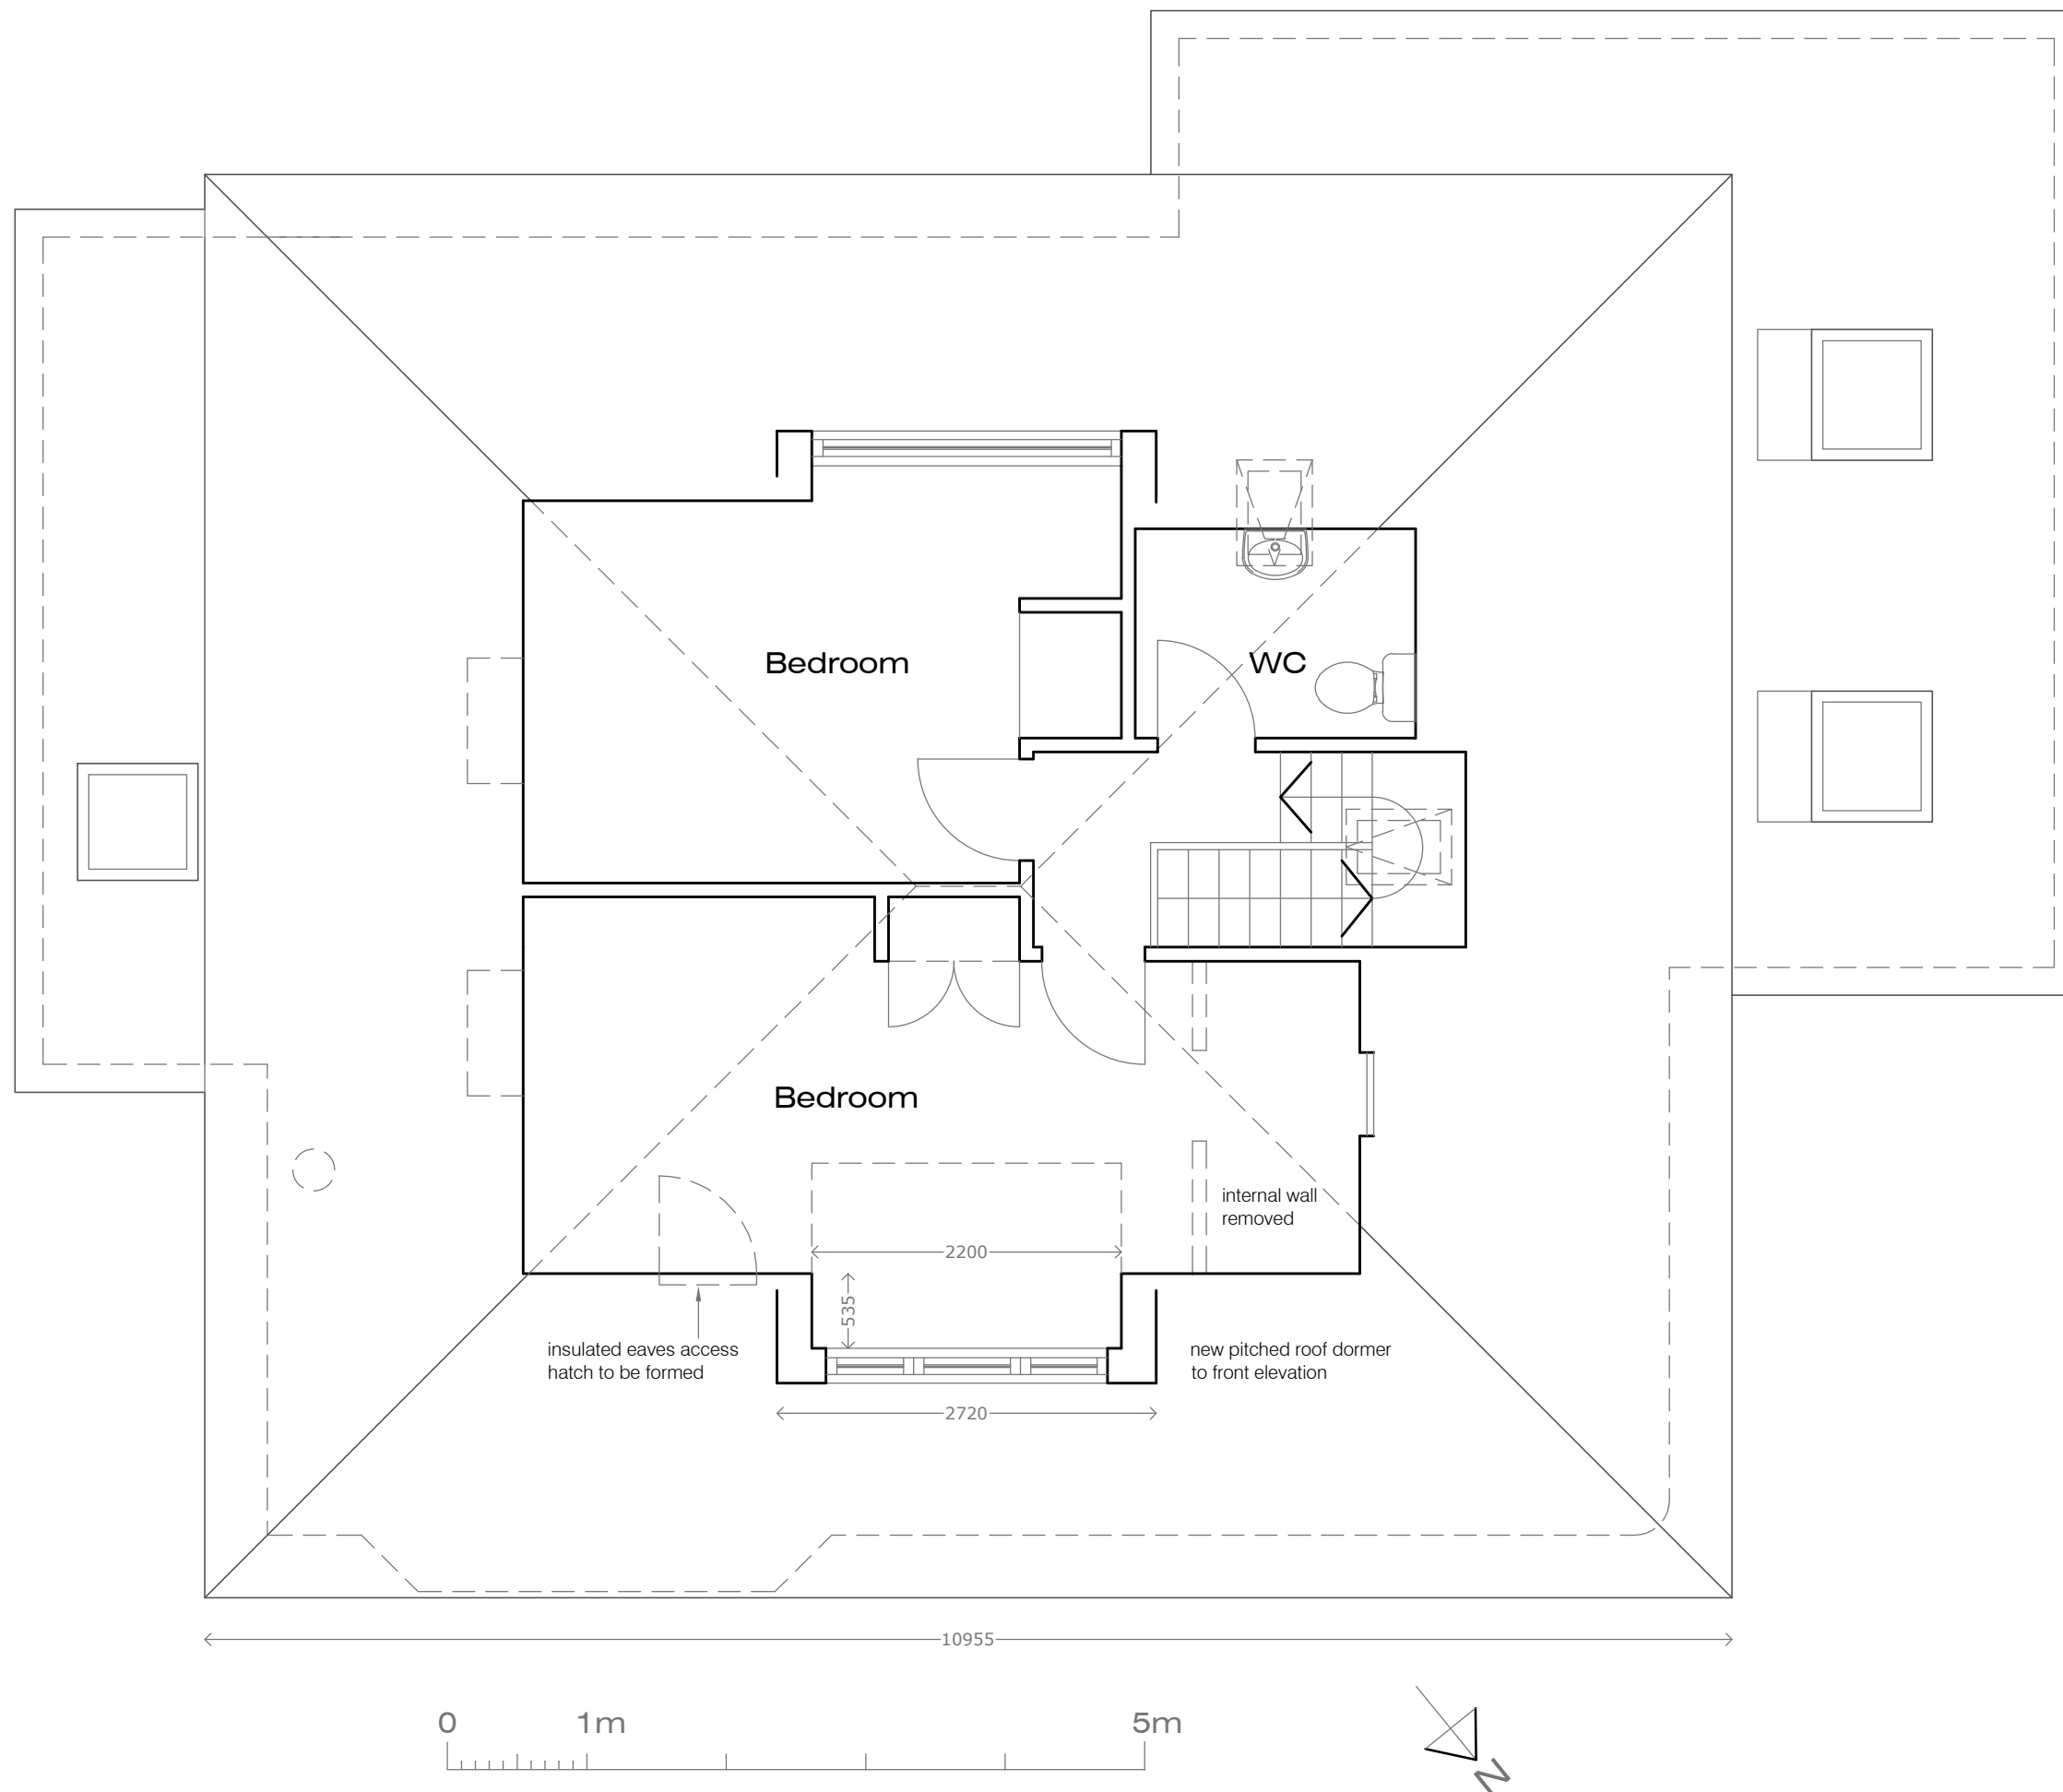 Bedroom
WC
Bedroom
internal wall
removed
2200
535
insulated eaves access
hatch to be formed
new pitched roof dormer
to front elevation
2720
10955
0 1m 5m
N